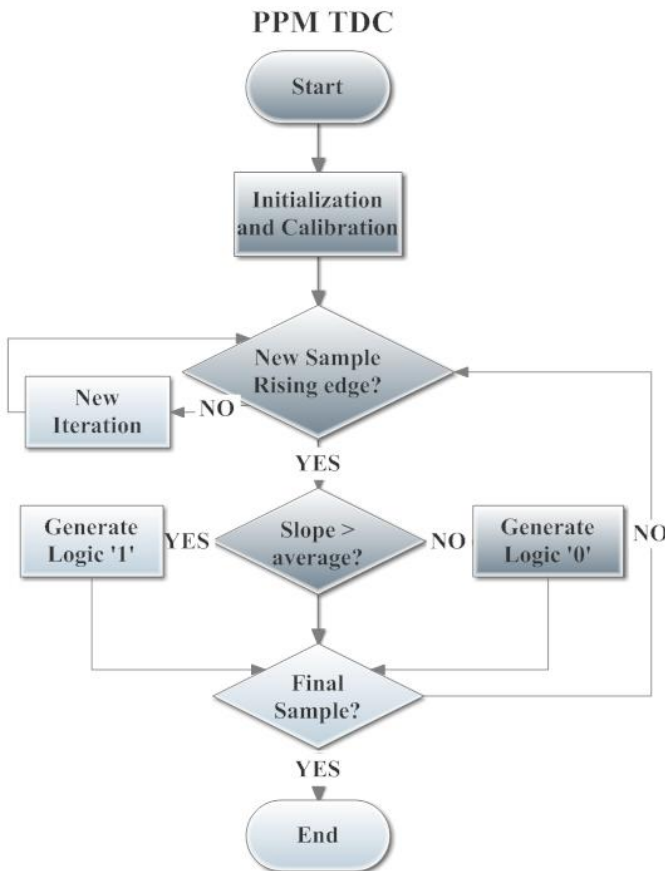 PPM TDC
Start
Initialization
and Calibration
New Sample
Rising edge?
New
Iteration
NO
YES
Generate
Logic '1'
YES
Slope >
average?
NO
Generate
Logic '0'
NO
Final
Sample?
YES
End